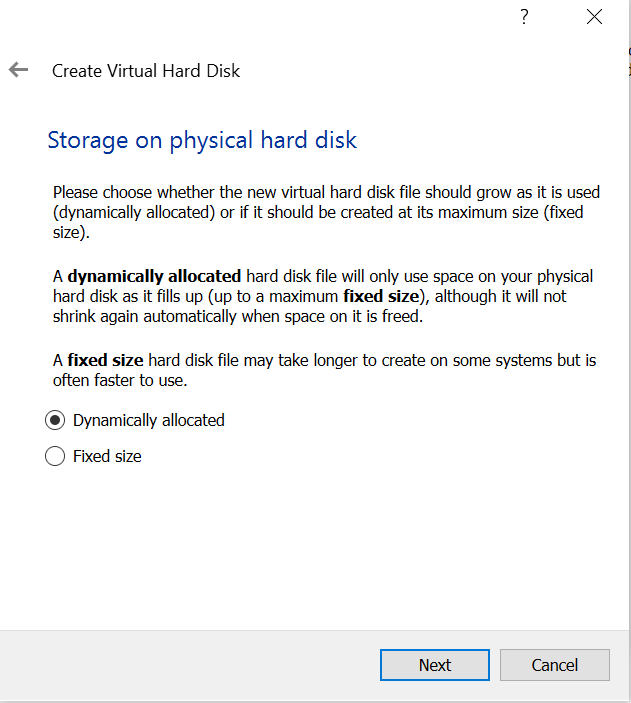 ?
Create Virtual Hard Disk
Storage on physical hard disk
Please choose whether the new virtual hard disk file should grow as it is used
(dynamically allocated) or if it should be created at its maximum size (fixed
size).
A dynamically allocated hard disk file will only use space on your physical
hard disk as it fills up (up to a maximum fixed size), although it will not
shrink again automatically when space on it is freed.
A fixed size hard disk file may take longer to create on some systems but is
often faster to use.
Dynamically allocated
Fixed size
Next
Cancel